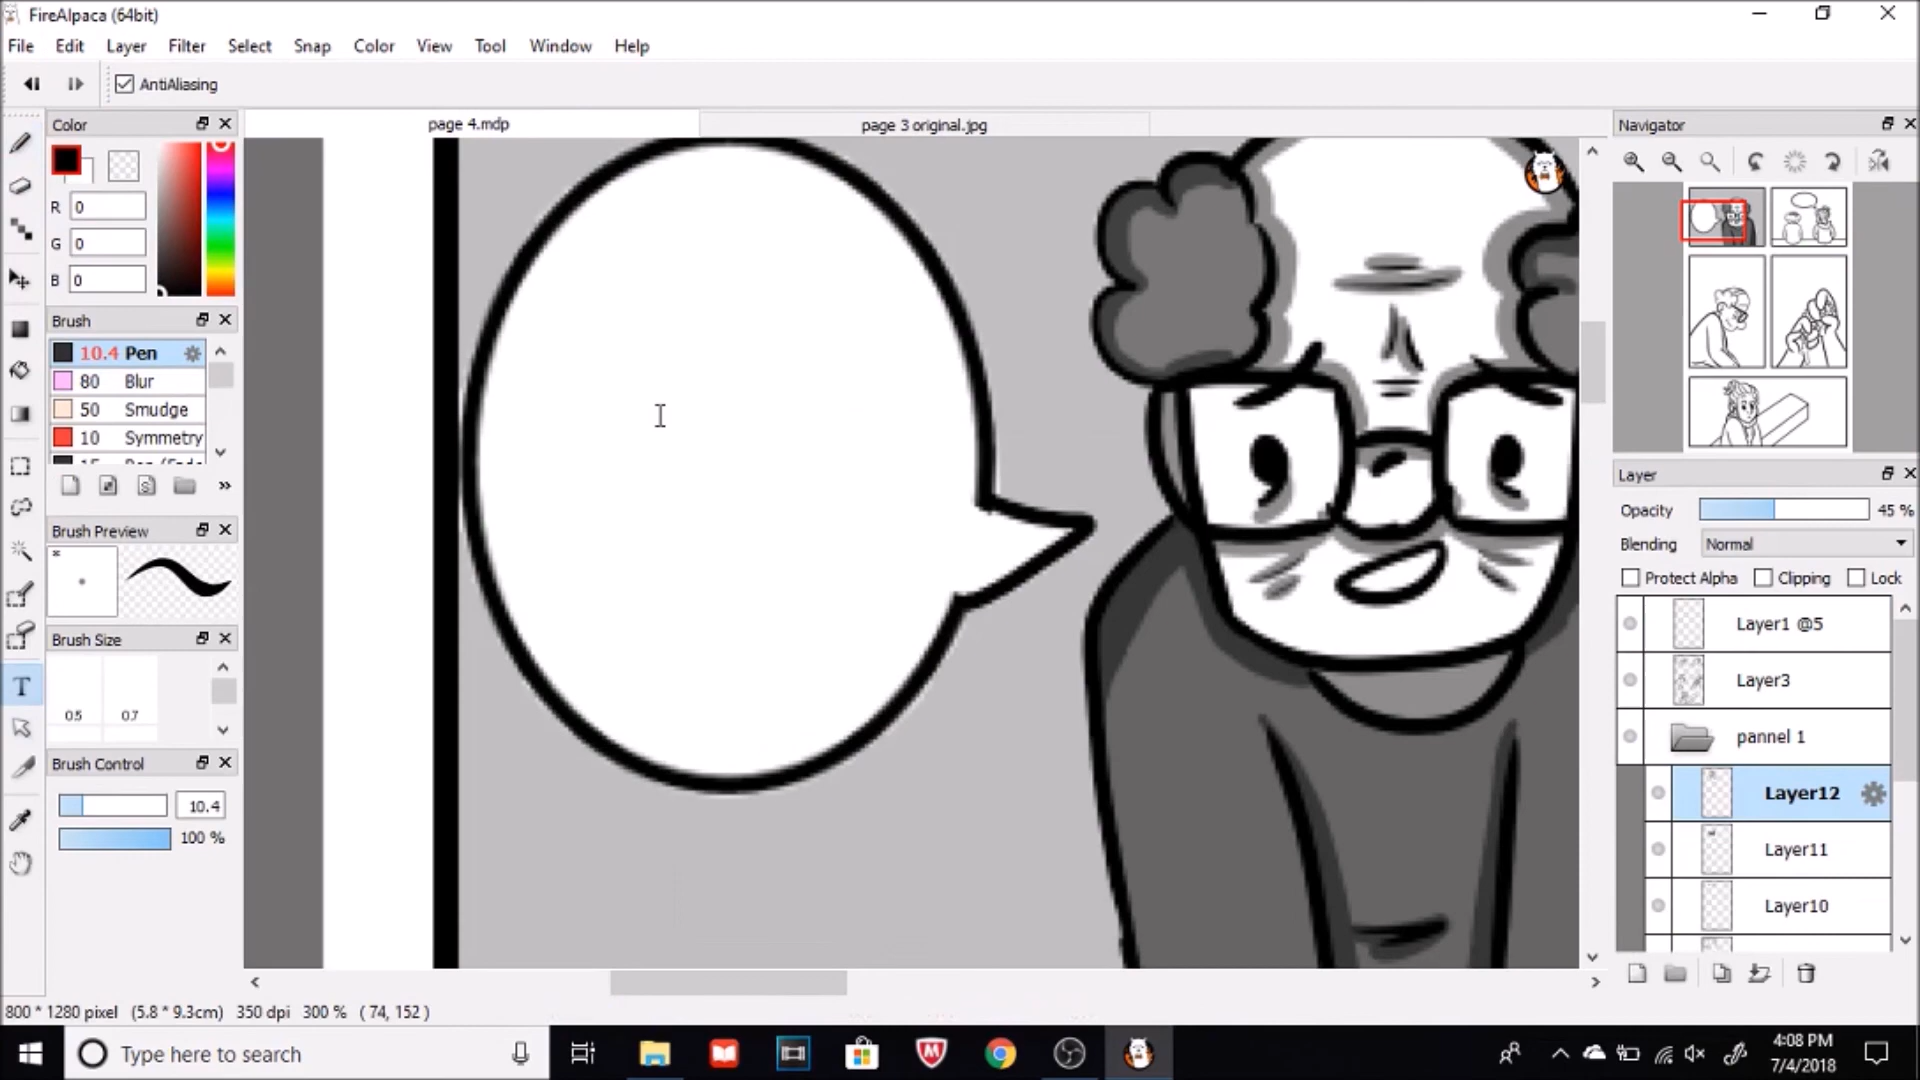 FireAlpaca (64bit)
File Edit Layer Filter Select Snap Color View Tool Window Help
AntiAliasing
Color
page 4.mdp
page 3 original.jpg
Navigator
R 0
G 0
B 0
Brush
10.4 Pen
80 Blur
50 Smudge
10 Symmetry
Brush Preview
Brush Size
0.5 0.7
Brush Control
10.4
100 %
Layer
Opacity 45 %
Blending Normal
Protect Alpha Clipping Lock
Layer1 @5
Layer3
pannel 1
Layer12
Layer11
Layer10
800 * 1280 pixel (5.8 * 9.3cm) 350 dpi 300 % ( 74, 152 )
Type here to search
4:08 PM
7/4/2018